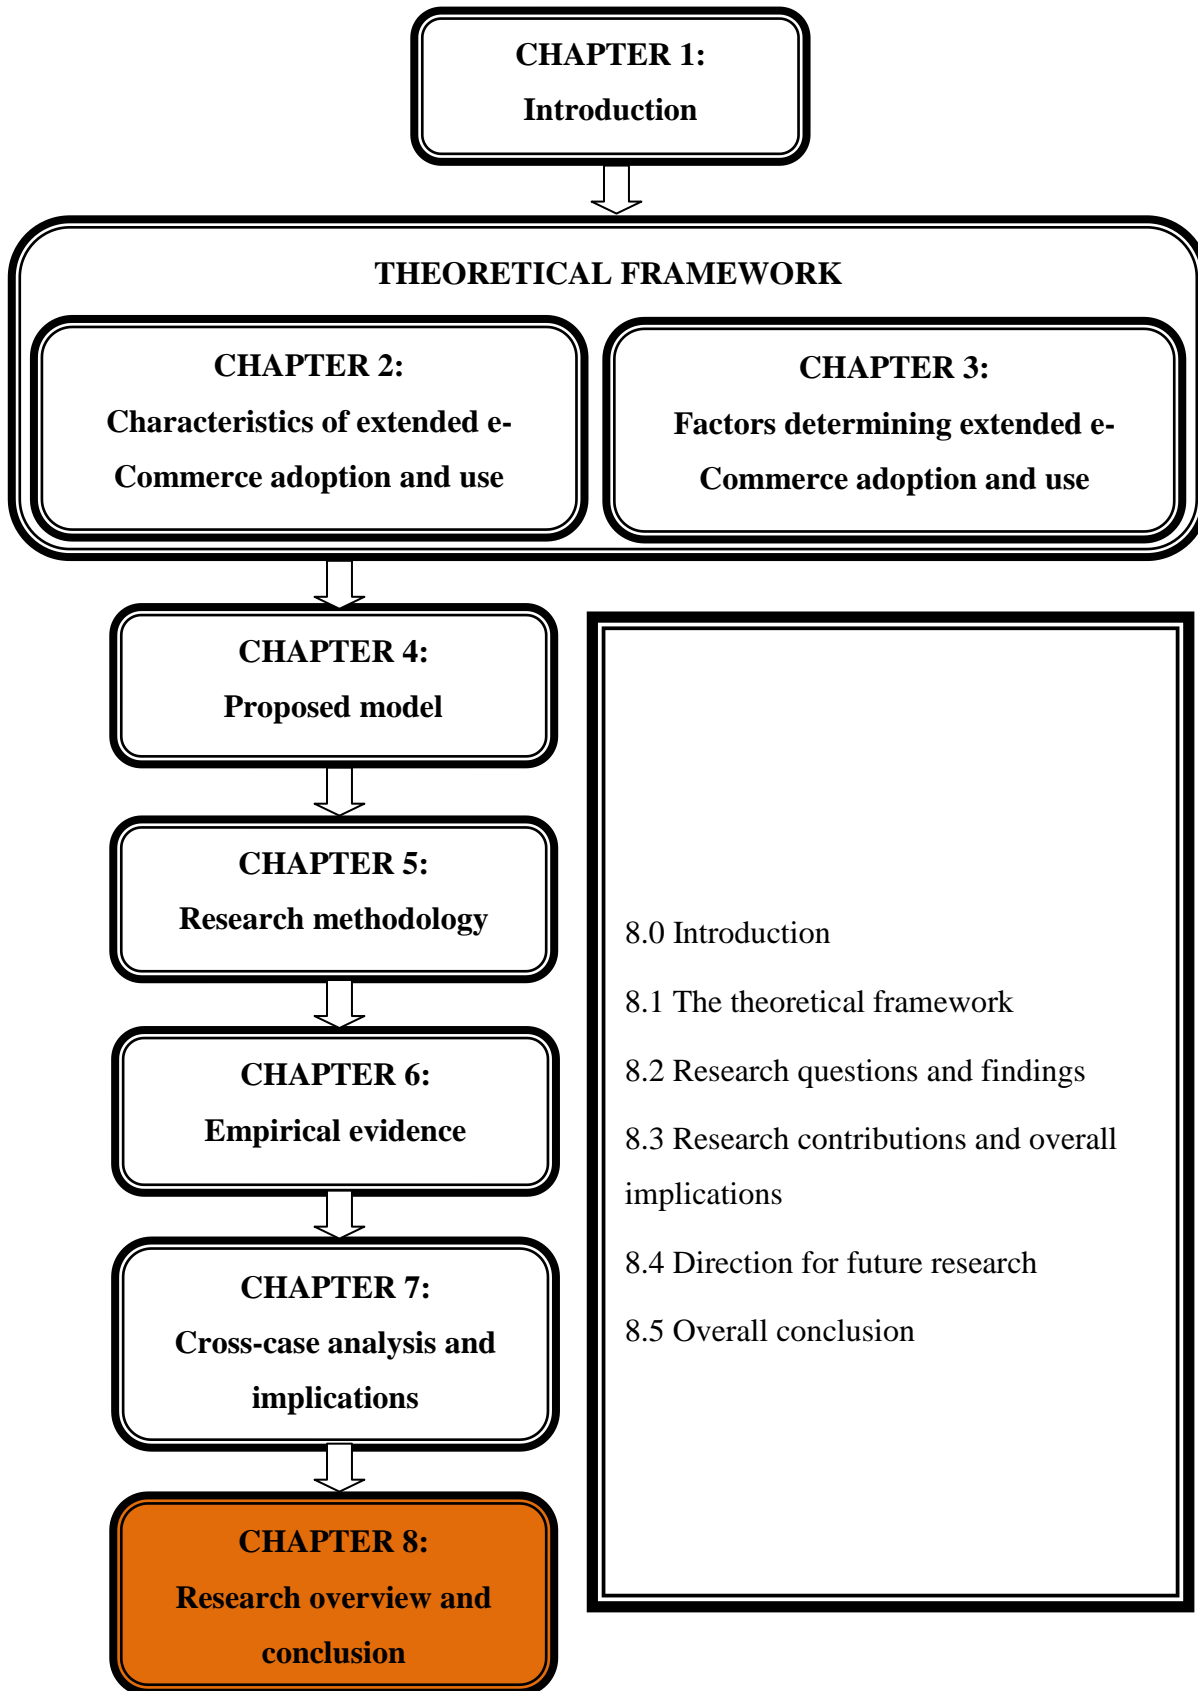 CHAPTER 1:
Introduction
THEORETICAL FRAMEWORK
CHAPTER 2:
Characteristics of extended e-
Commerce adoption and use
CHAPTER 3:
Factors determining extended e-
Commerce adoption and use
CHAPTER 4:
Proposed model
CHAPTER 5:
Research methodology
CHAPTER 6:
Empirical evidence
CHAPTER 7:
Cross-case analysis and
implications
CHAPTER 8:
Research overview and
conclusion
8.0 Introduction
8.1 The theoretical framework
8.2 Research questions and findings
8.3 Research contributions and overall
implications
8.4 Direction for future research
8.5 Overall conclusion